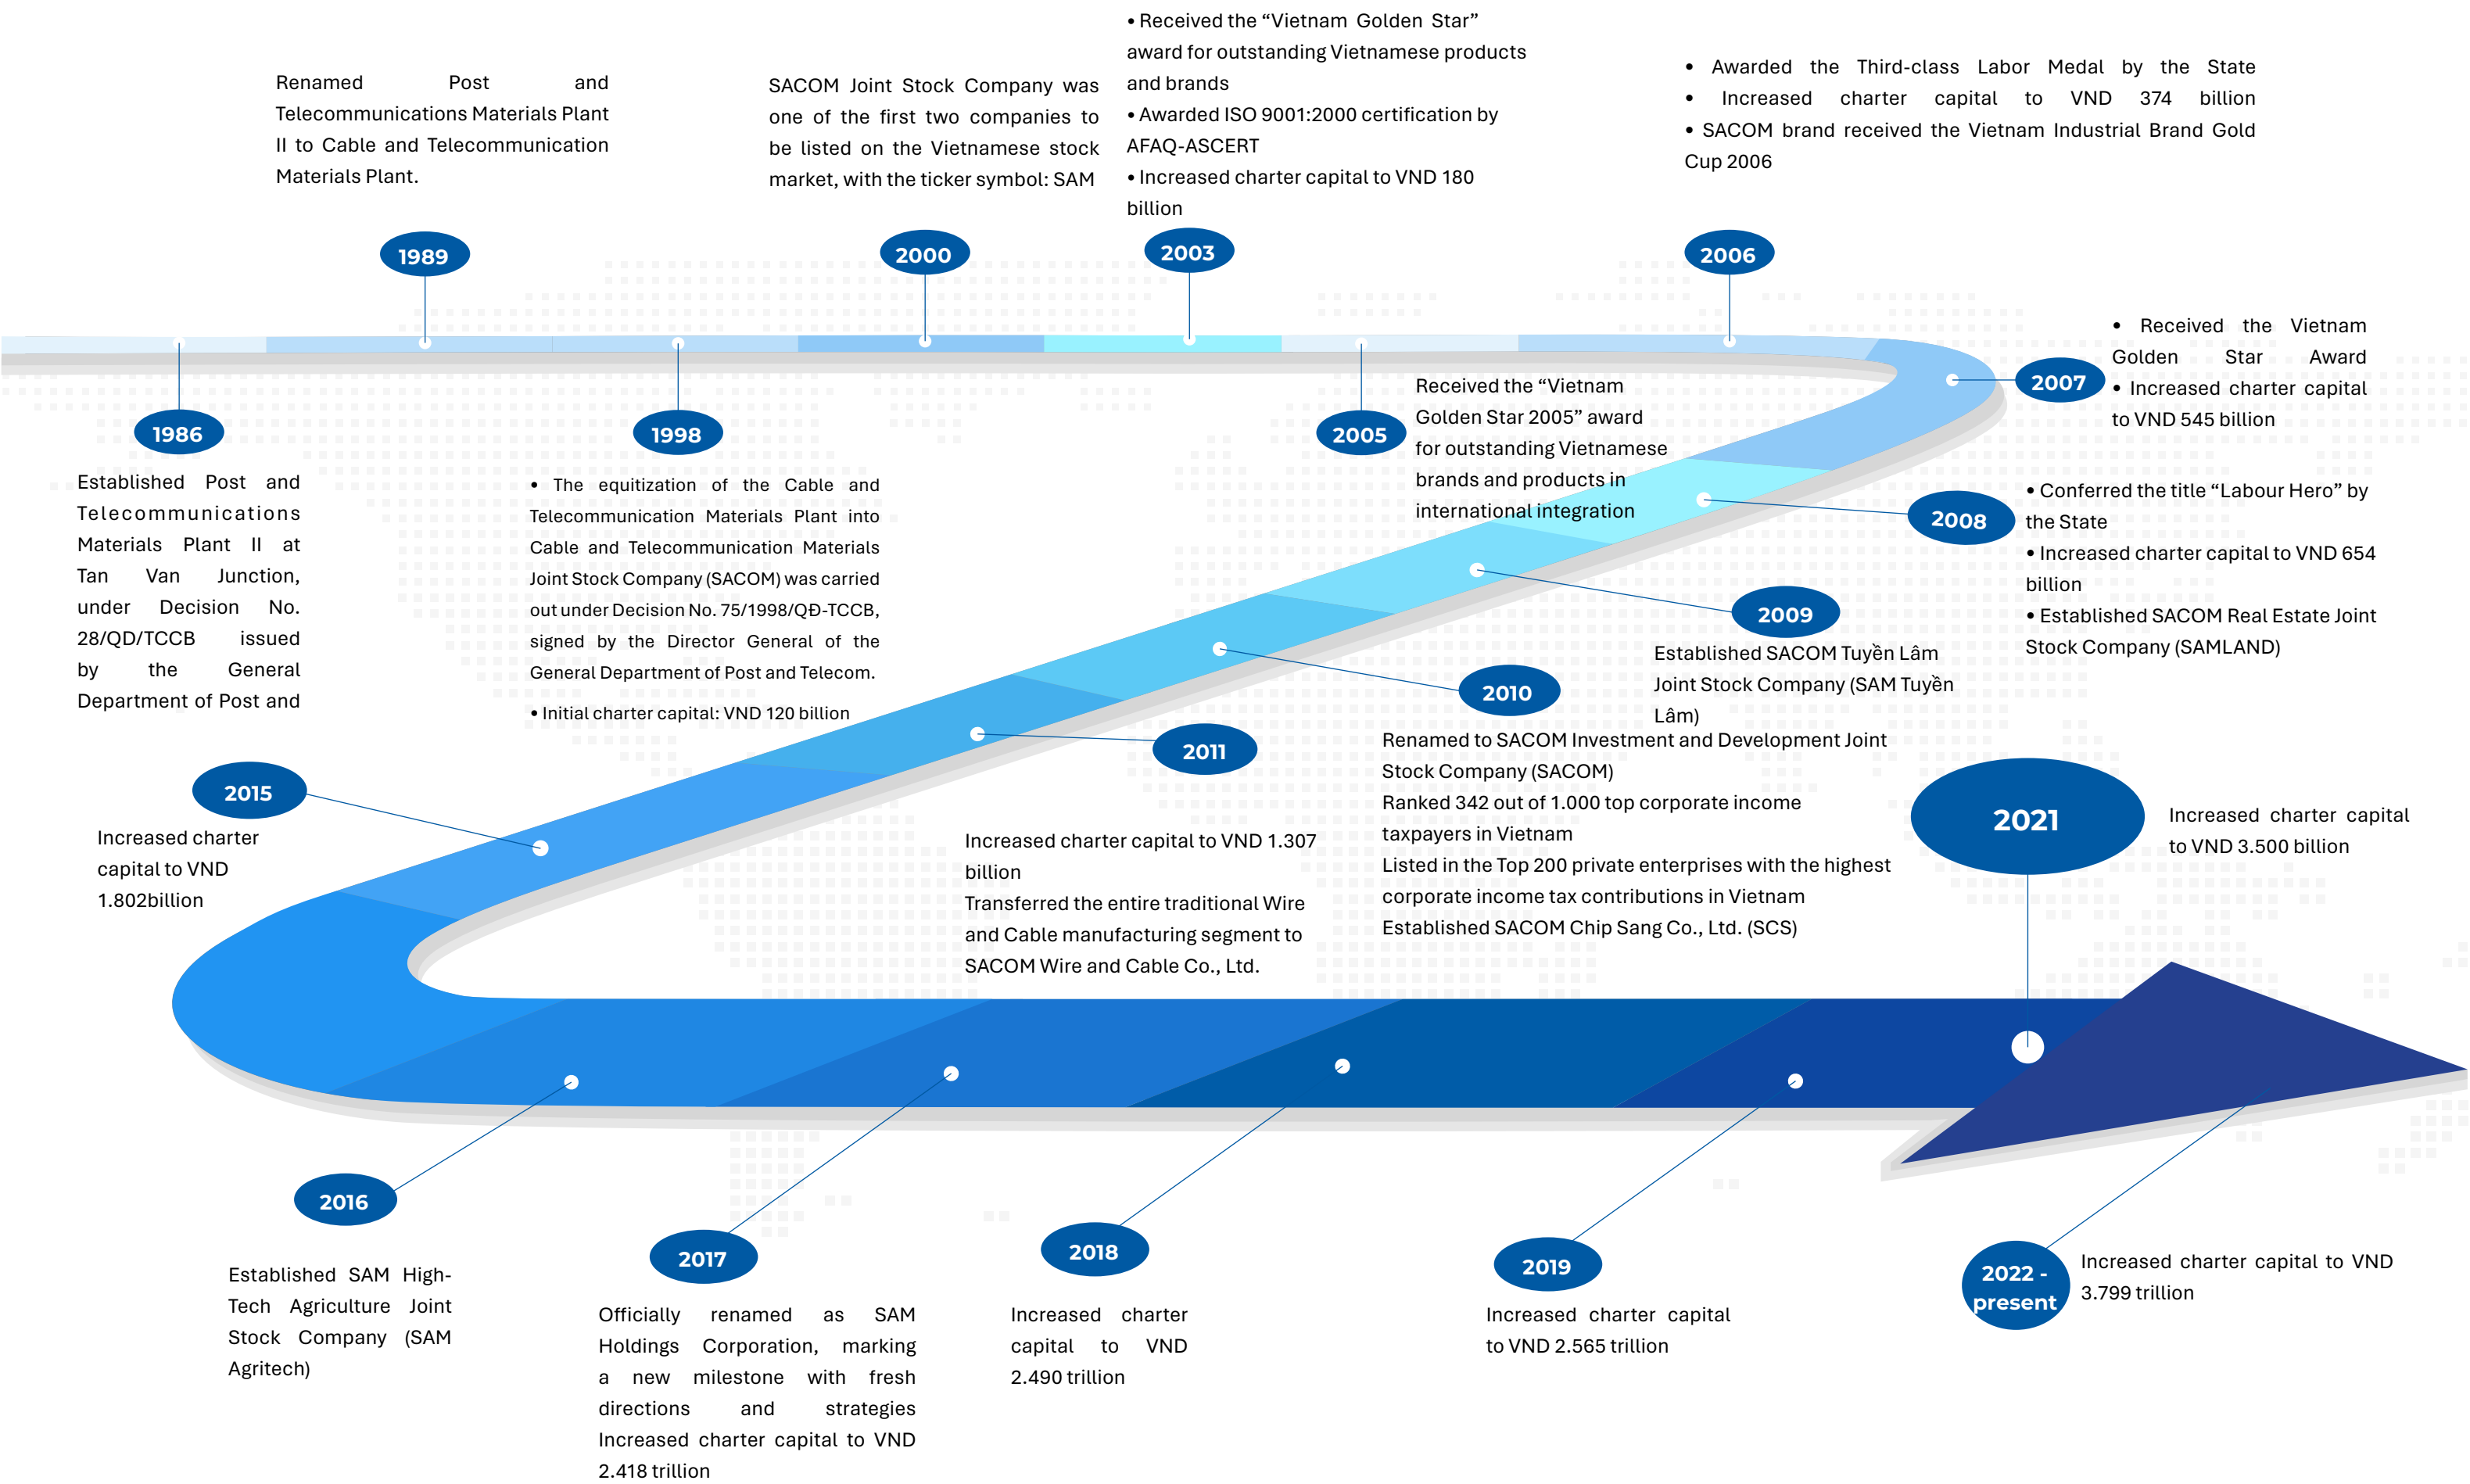 1989
Renamed Post and
Telecommunications Materials Plant
II to Cable and Telecommunication
Materials Plant.
2000
SACOM Joint Stock Company was
one of the first two companies to
be listed on the Vietnamese stock
market, with the ticker symbol: SAM
2003
• Received the “Vietnam Golden Star”
award for outstanding Vietnamese products
and brands
• Awarded ISO 9001:2000 certification by
AFAQ-ASCERT
• Increased charter capital to VND 180
billion
2006
• Awarded the Third-class Labor Medal by the State
• Increased charter capital to VND 374 billion
• SACOM brand received the Vietnam Industrial Brand Gold
Cup 2006
1986
Established Post and
Telecommunications
Materials Plant II at
Tan Van Junction,
under Decision No.
28/QD/TCCB issued
by the General
Department of Post and
1998
• The equitization of the Cable and
Telecommunication Materials Plant into
Cable and Telecommunication Materials
Joint Stock Company (SACOM) was carried
out under Decision No. 75/1998/QĐ-TCCB,
signed by the Director General of the
General Department of Post and Telecom.
• Initial charter capital: VND 120 billion
2005
Received the “Vietnam
Golden Star 2005” award
for outstanding Vietnamese
brands and products in
international integration
2007
• Received the Vietnam
Golden Star Award
• Increased charter capital
to VND 545 billion
2008
• Conferred the title “Labour Hero” by
the State
• Increased charter capital to VND 654
billion
• Established SACOM Real Estate Joint
Stock Company (SAMLAND)
2009
Established SACOM Tuyền Lâm
Joint Stock Company (SAM Tuyền
Lâm)
2010
Renamed to SACOM Investment and Development Joint
Stock Company (SACOM)
Ranked 342 out of 1.000 top corporate income
taxpayers in Vietnam
Listed in the Top 200 private enterprises with the highest
corporate income tax contributions in Vietnam
Established SACOM Chip Sang Co., Ltd. (SCS)
2011
Increased charter capital to VND 1.307
billion
Transferred the entire traditional Wire
and Cable manufacturing segment to
SACOM Wire and Cable Co., Ltd.
2015
Increased charter
capital to VND
1.802billion
2021
Increased charter capital
to VND 3.500 billion
2016
Established SAM High-
Tech Agriculture Joint
Stock Company (SAM
Agritech)
2017
Officially renamed as SAM
Holdings Corporation, marking
a new milestone with fresh
directions and strategies
Increased charter capital to VND
2.418 trillion
2018
Increased charter
capital to VND
2.490 trillion
2019
Increased charter capital
to VND 2.565 trillion
2022 -
present
Increased charter capital to VND
3.799 trillion